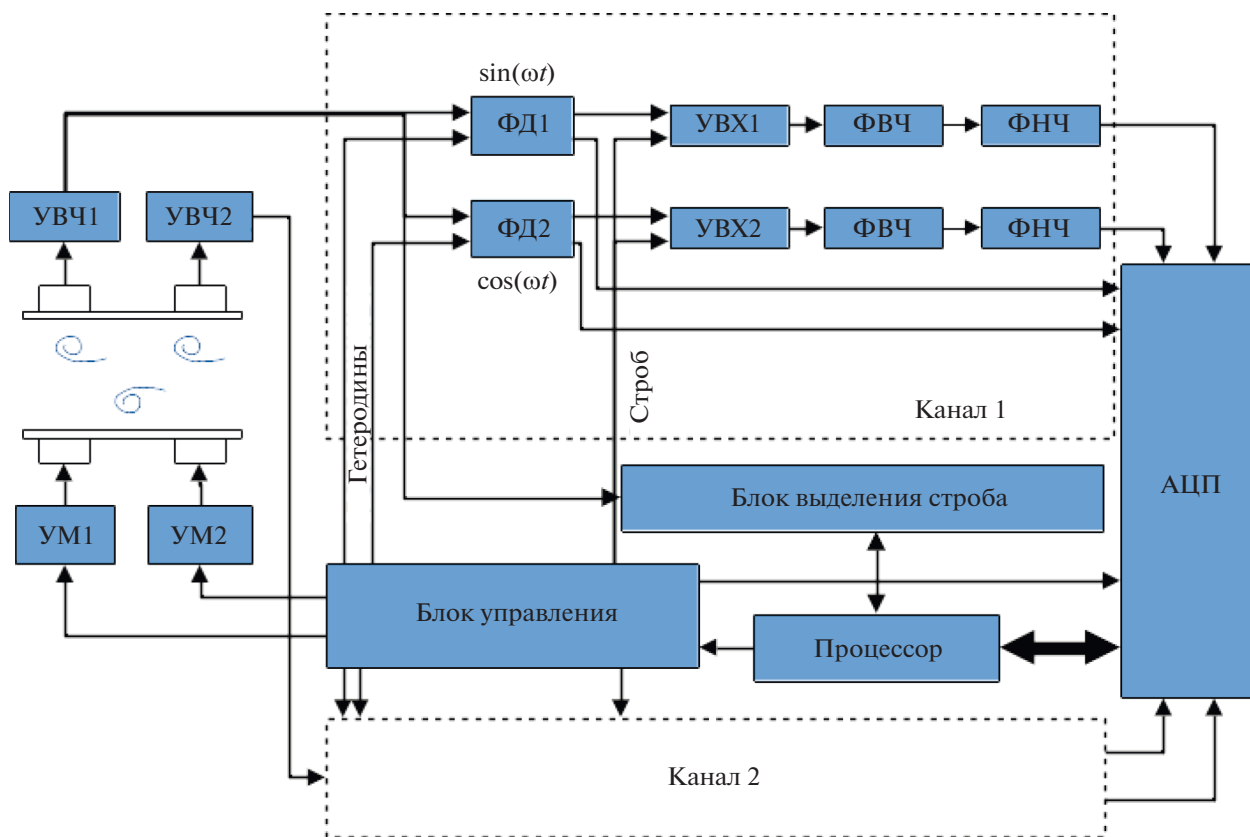 sin(ωt)
ФД1
УВХ1
ФВЧ
ФНЧ
УВЧ1
УВЧ2
ФД2
УВХ2
ФВЧ
ФНЧ
cos(ωt)
Гетеродины
Строб
Канал 1
АЦП
Блок выделения строба
УМ1
УМ2
Блок управления
Процессор
Канал 2